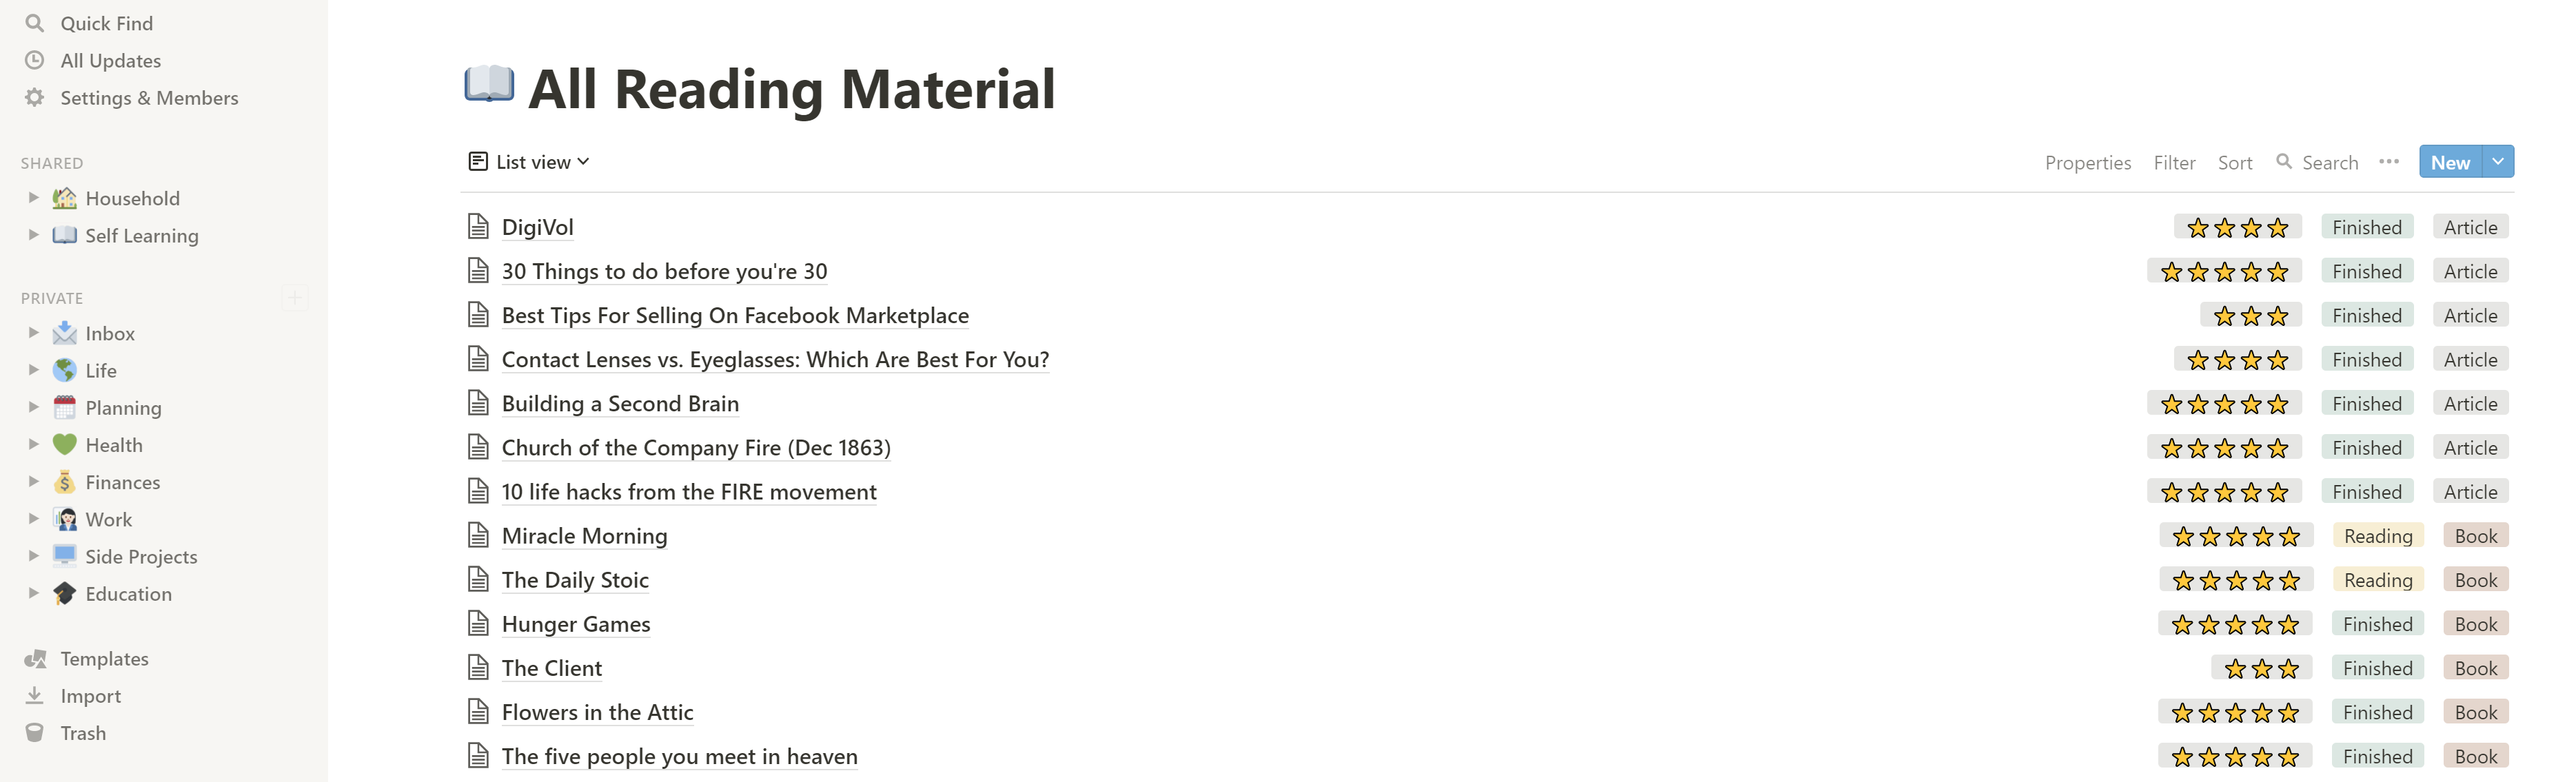 Quick Find
All Updates
Settings & Members
SHARED
Household
Self Learning
PRIVATE
Inbox
Life
Planning
Health
Finances
Work
Side Projects
Education
Templates
Import
Trash
All Reading Material
List view
Properties Filter Sort Search New
DigiVol Finished Article
30 Things to do before you're 30 Finished Article
Best Tips For Selling On Facebook Marketplace Finished Article
Contact Lenses vs. Eyeglasses: Which Are Best For You? Finished Article
Building a Second Brain Finished Article
Church of the Company Fire (Dec 1863) Finished Article
10 life hacks from the FIRE movement Finished Article
Miracle Morning Reading Book
The Daily Stoic Reading Book
Hunger Games Finished Book
The Client Finished Book
Flowers in the Attic Finished Book
The five people you meet in heaven Finished Book